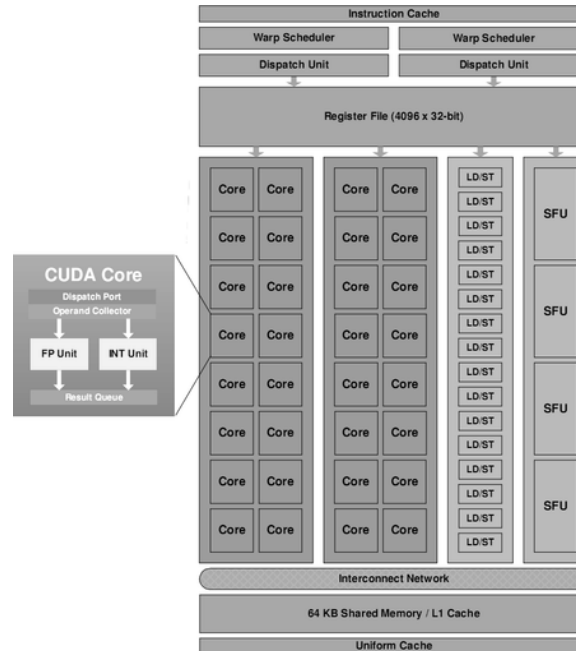 Instruction Cache
Warp Scheduler Warp Scheduler
Dispatch Unit Dispatch Unit
Register File (4096 x 32-bit)
Core Core Core Core LD/ST
LD/ST
SFU
Core Core Core Core LD/ST
LD/ST
Core Core Core Core LD/ST
LD/ST
SFU
Core Core Core Core LD/ST
LD/ST
Core Core Core Core LD/ST
LD/ST
SFU
Core Core Core Core LD/ST
LD/ST
Core Core Core Core LD/ST
LD/ST
SFU
Core Core Core Core LD/ST
LD/ST
CUDA Core
Dispatch Port
Operand Collector
FP Unit INT Unit
Result Queue
Interconnect Network
64 KB Shared Memory / L1 Cache
Uniform Cache